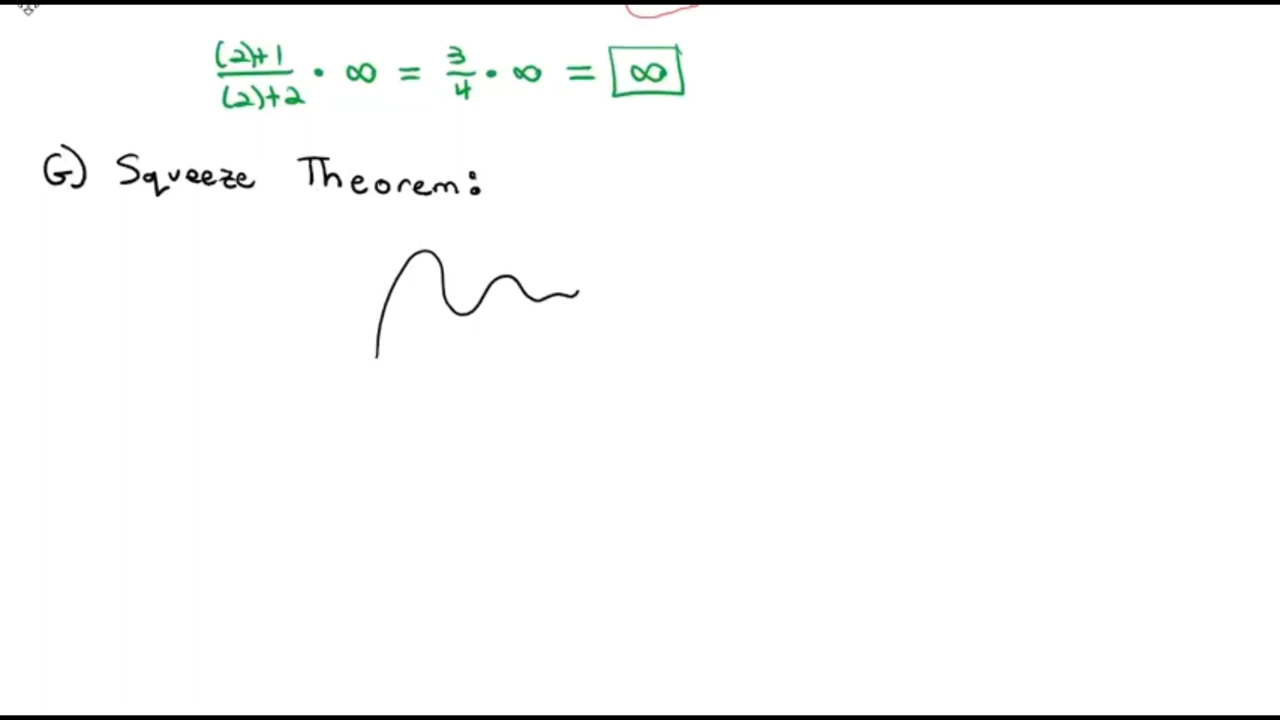 (2)+1/(2)+2 • ∞ = 3/4 • ∞ = ∞
G) Squeeze Theorem: